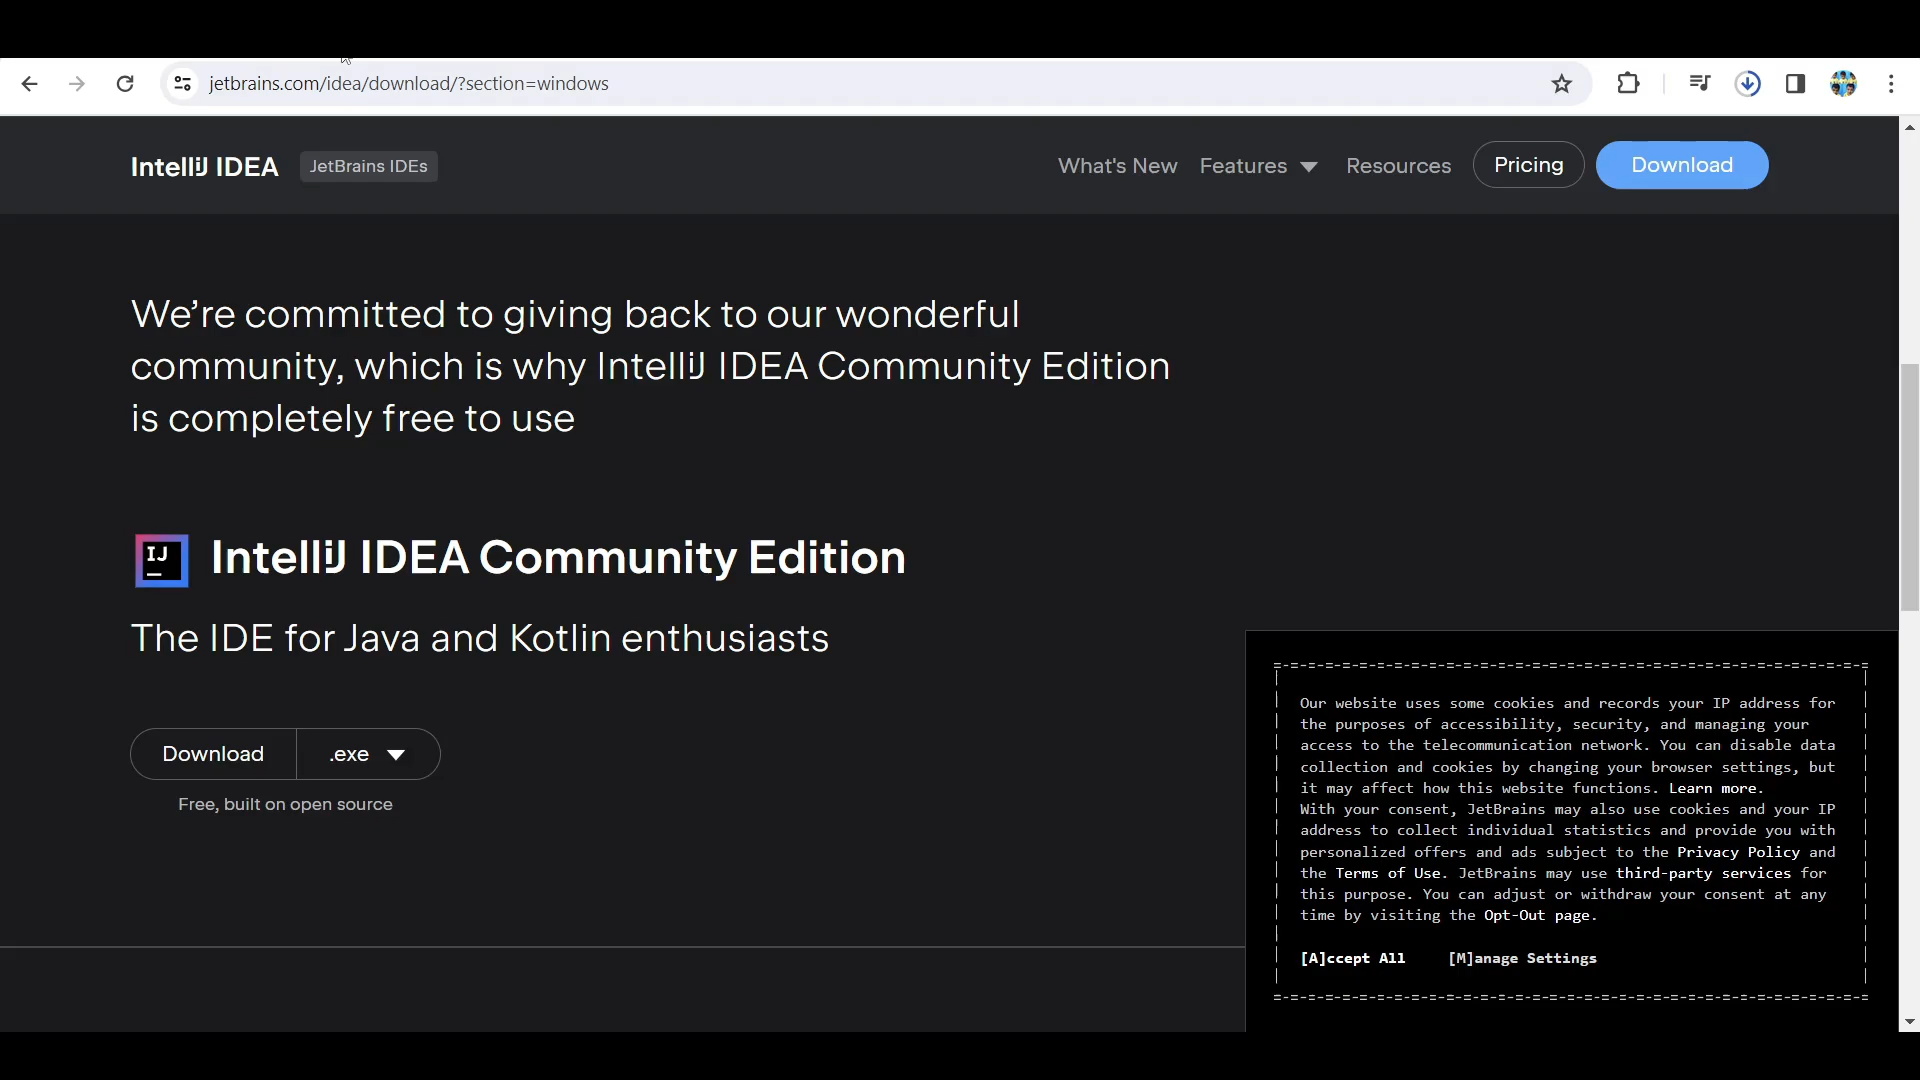 jetbrains.com/idea/download/?section=windows
IntelliJ IDEA JetBrains IDEs What's New Features Resources Pricing Download
We’re committed to giving back to our wonderful
community, which is why IntelliJ IDEA Community Edition
is completely free to use
IJ IntelliJ IDEA Community Edition
The IDE for Java and Kotlin enthusiasts
Download .exe
Free, built on open source
Our website uses some cookies and records your IP address for
the purposes of accessibility, security, and managing your
access to the telecommunication network. You can disable data
collection and cookies by changing your browser settings, but
it may affect how this website functions. Learn more.
With your consent, JetBrains may also use cookies and your IP
address to collect individual statistics and provide you with
personalized offers and ads subject to the Privacy Policy and
the Terms of Use. JetBrains may use third-party services for
this purpose. You can adjust or withdraw your consent at any
time by visiting the Opt-Out page.
[A]ccept All [M]anage Settings